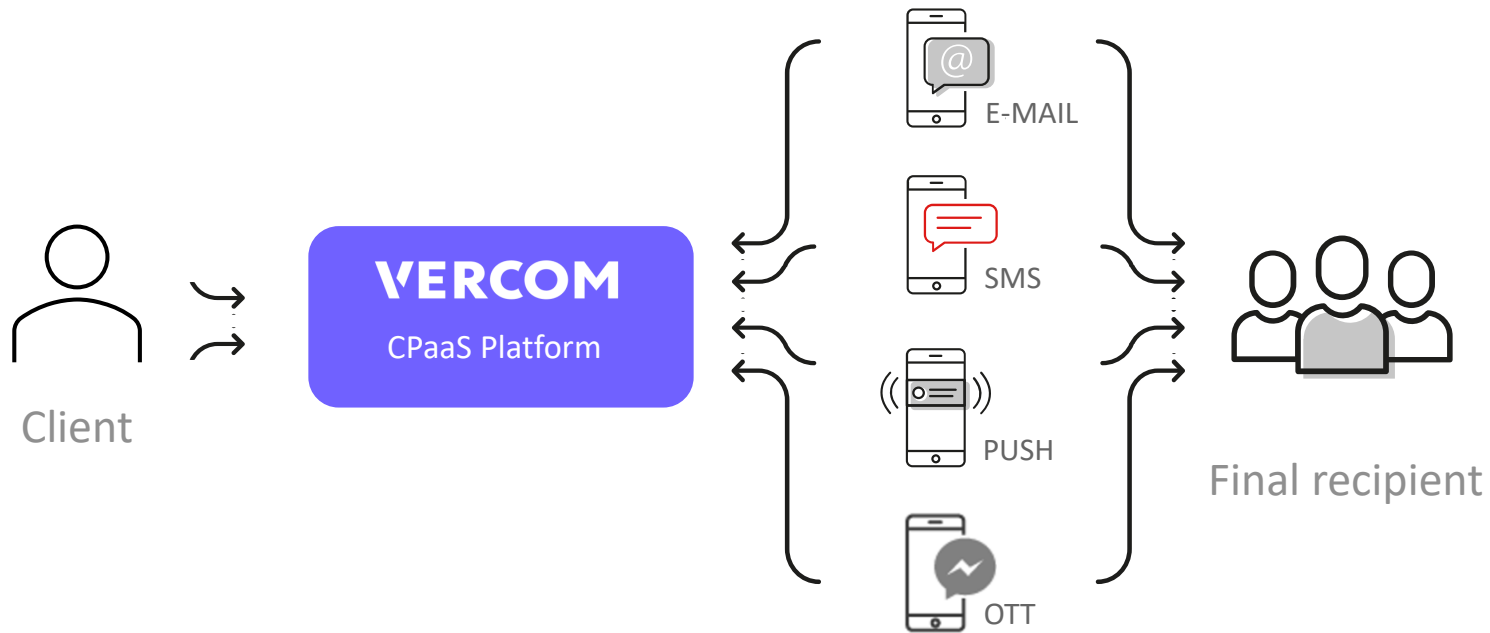 E-MAIL
SMS
VERCOM
CPaaS Platform
Client
PUSH
Final recipient
OTT